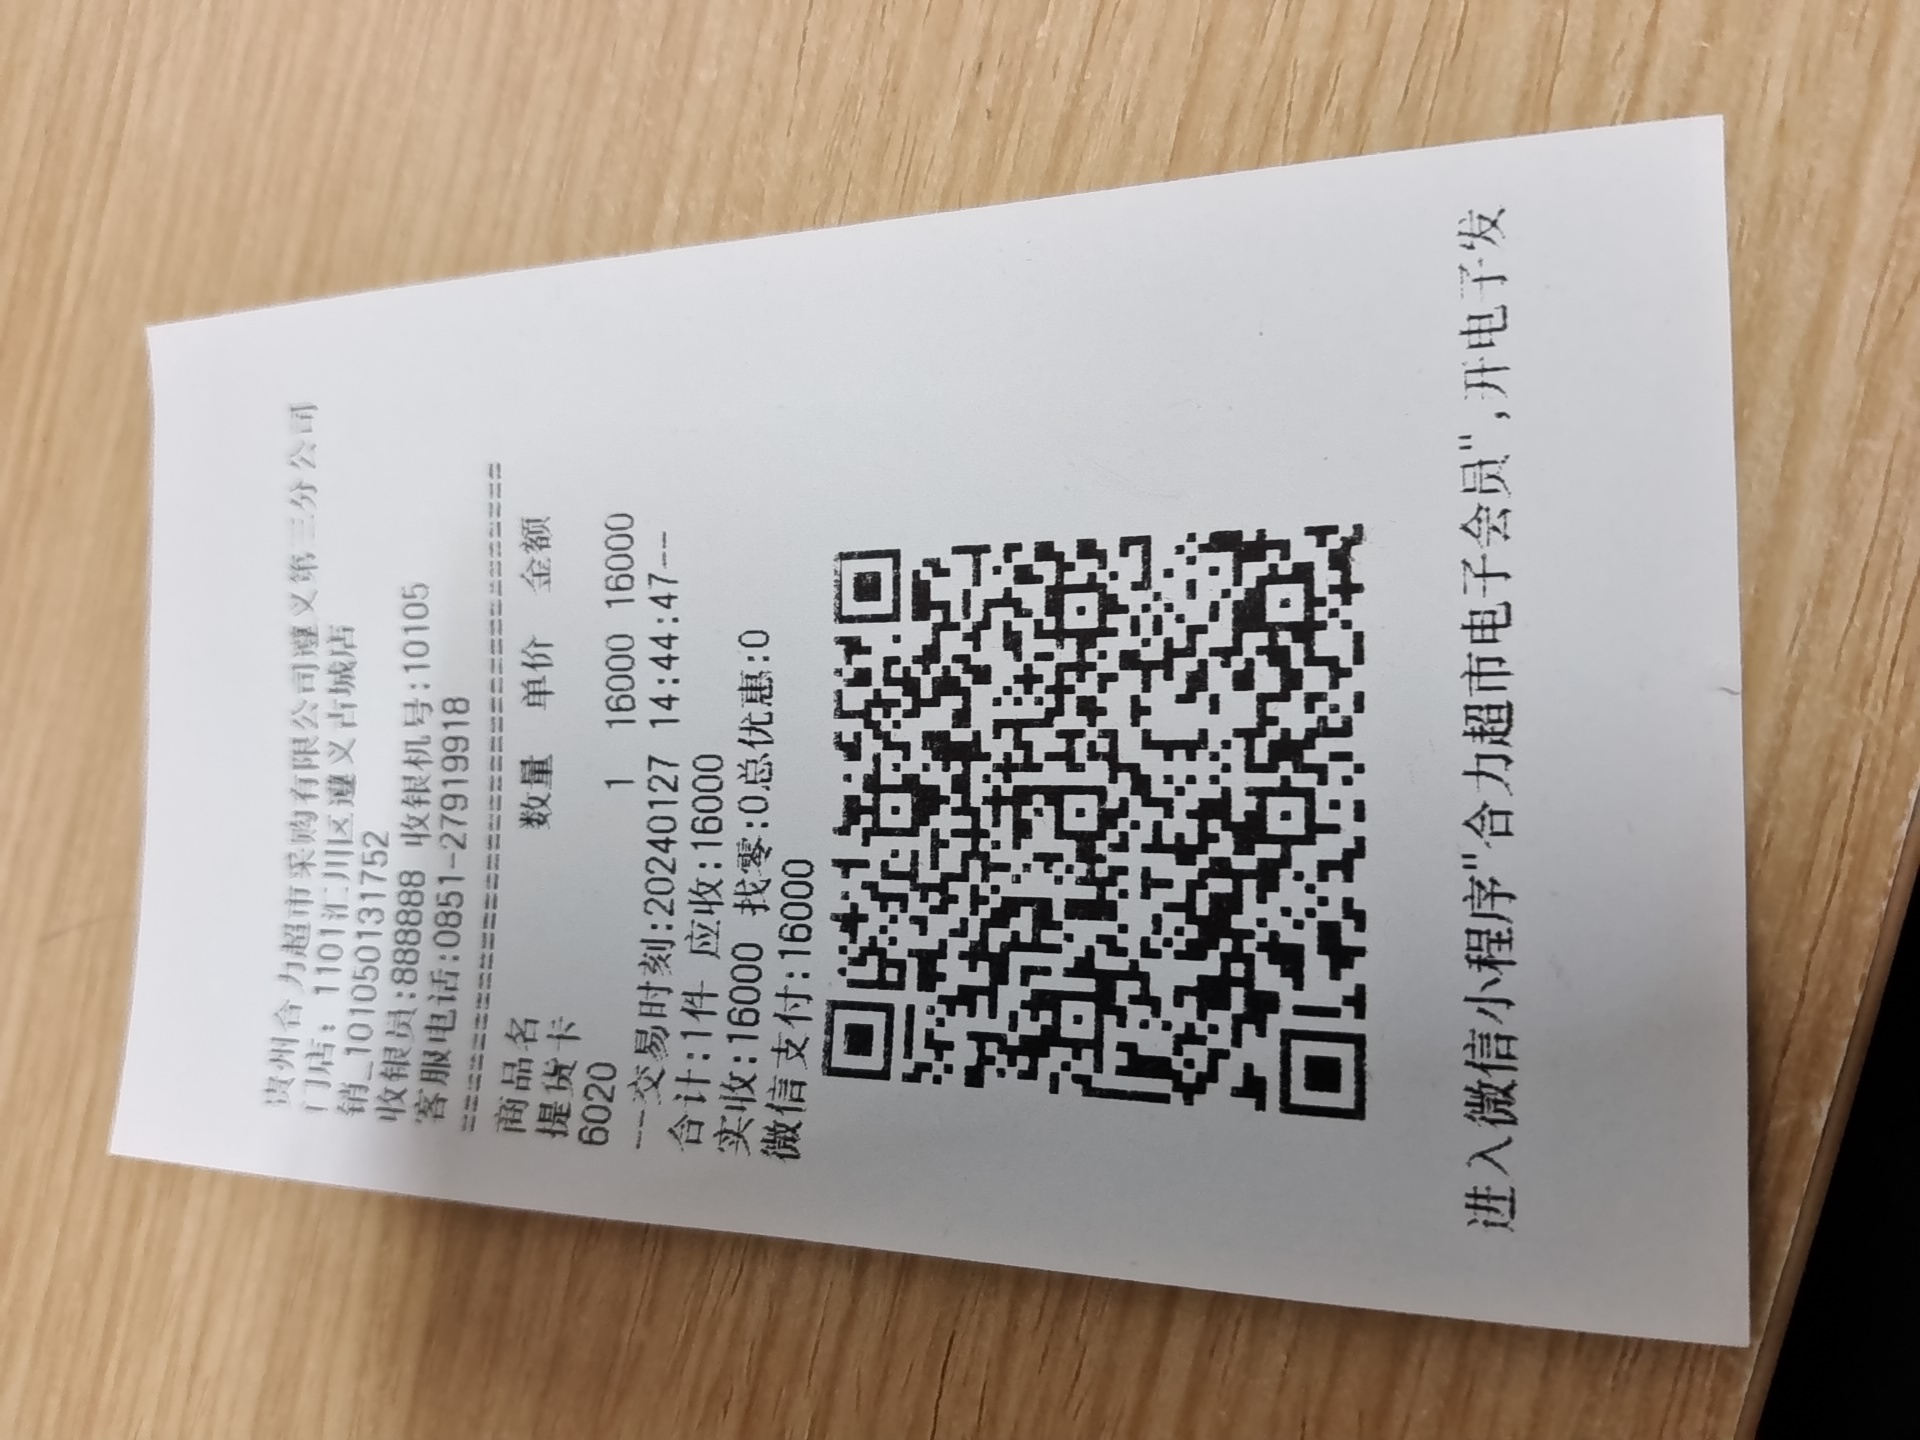 贵州合力超市采购有限公司遵义第三分公司
门店: 1101汇川区遵义古城店
销_101050131752
收银员:888888 收银机号:10105
客服电话:0851-279199918
================================
商品名 数量 单价 金额
提货卡
6020 1 16000 16000
--交易时刻:20240127 14:44:47--
合计:1件 应收:16000
实收:16000 找零:0总优惠:0
微信支付:16000
进入微信小程序"合力超市电子会员",开电子发